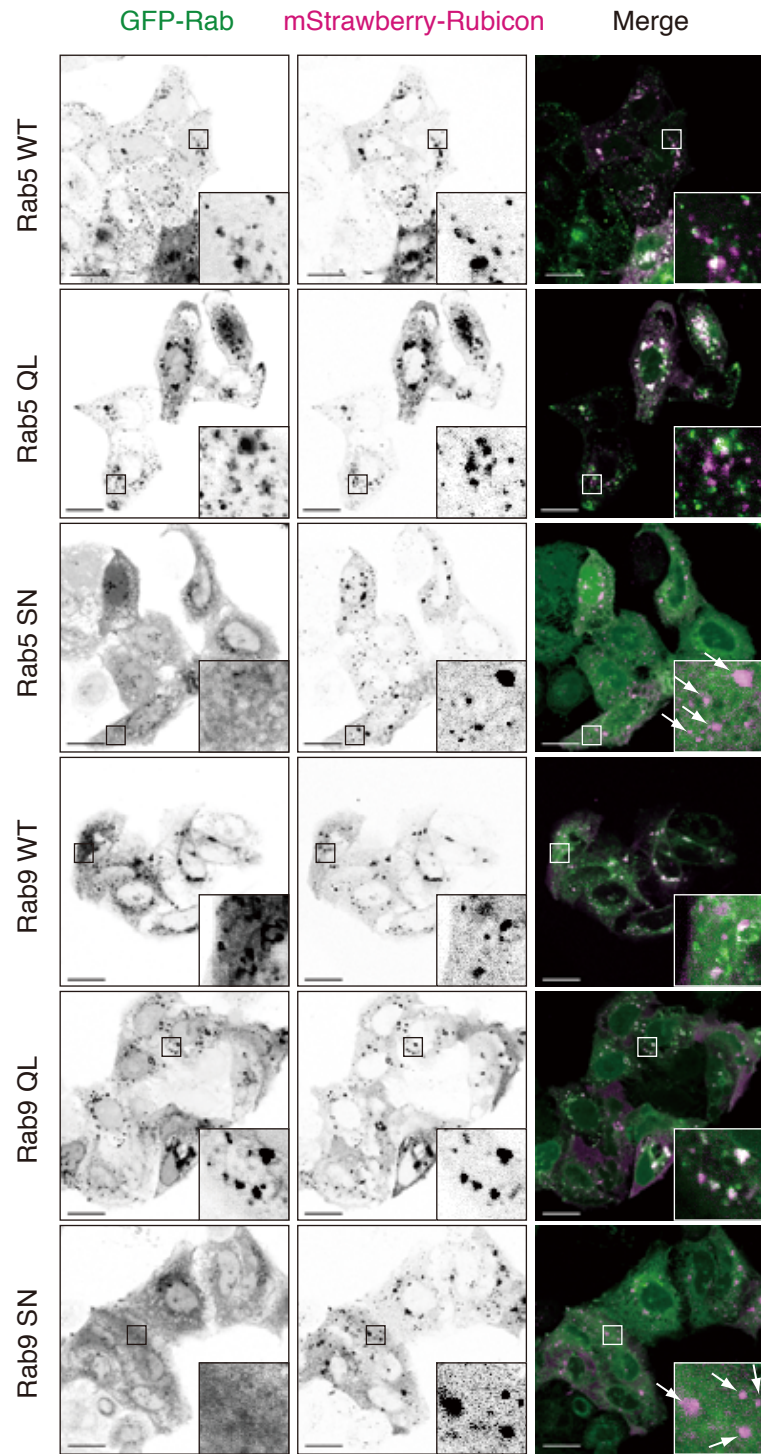 GFP-Rab mStrawberry-Rubicon Merge
Rab5 WT
Rab5 QL
Rab5 SN
Rab9 WT
Rab9 QL
Rab9 SN